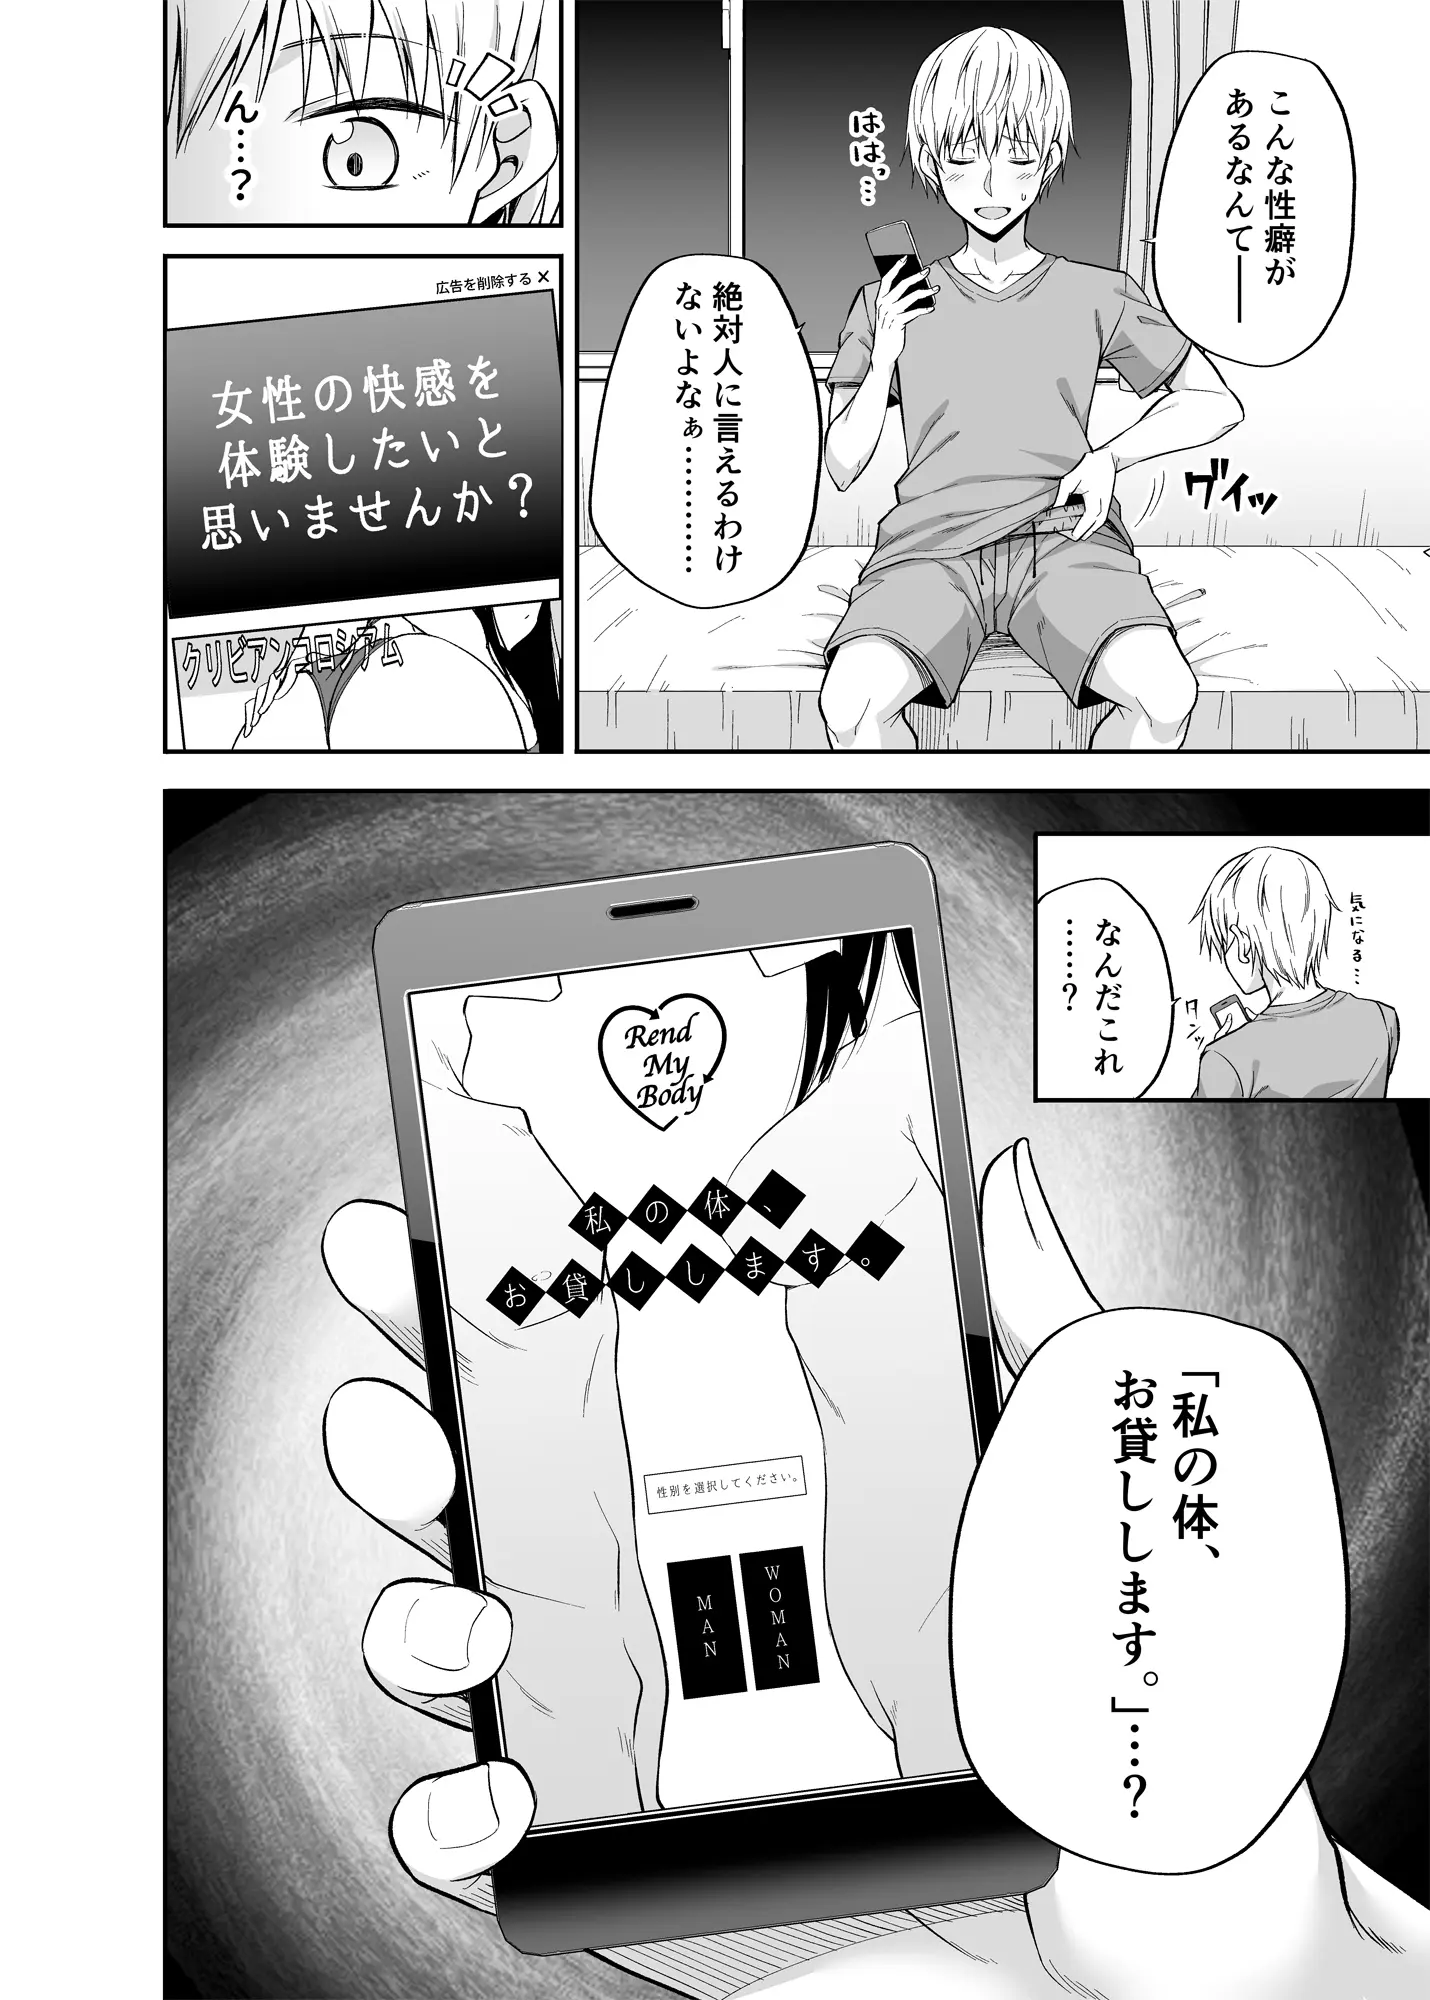 こんな性癖が
あるなんて――
はは…っ
グイッ
絶対人に言えるわけ
ないよなぁ…………
ん…?
広告を削除する ×
女性の快感を
体験したいと
思いませんか？
クリビアンコロシアム
気になる…
なんだこれ
……?
タンッ
Rend
My
Body
私の体、
お貸しします。
性別を選択してください。
MAN
WOMAN
「私の体、
お貸しします。」…?